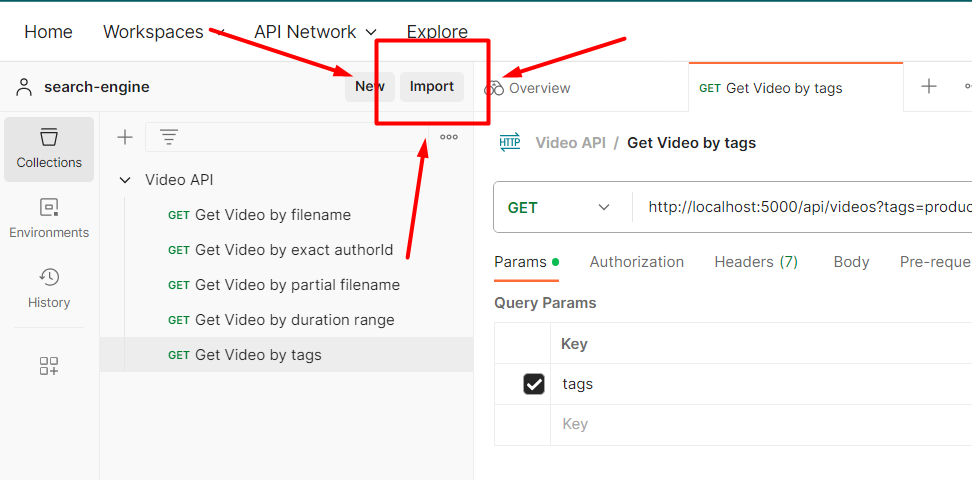 Home Workspaces API Network Explore
search-engine New Import
Overview GET Get Video by tags
Collections
Environments
History
Video API
GET Get Video by filename
GET Get Video by exact authorId
GET Get Video by partial filename
GET Get Video by duration range
GET Get Video by tags
HTTP Video API / Get Video by tags
GET http://localhost:5000/api/videos?tags=produc
Params Authorization Headers (7) Body Pre-reque
Query Params
Key
tags
Key